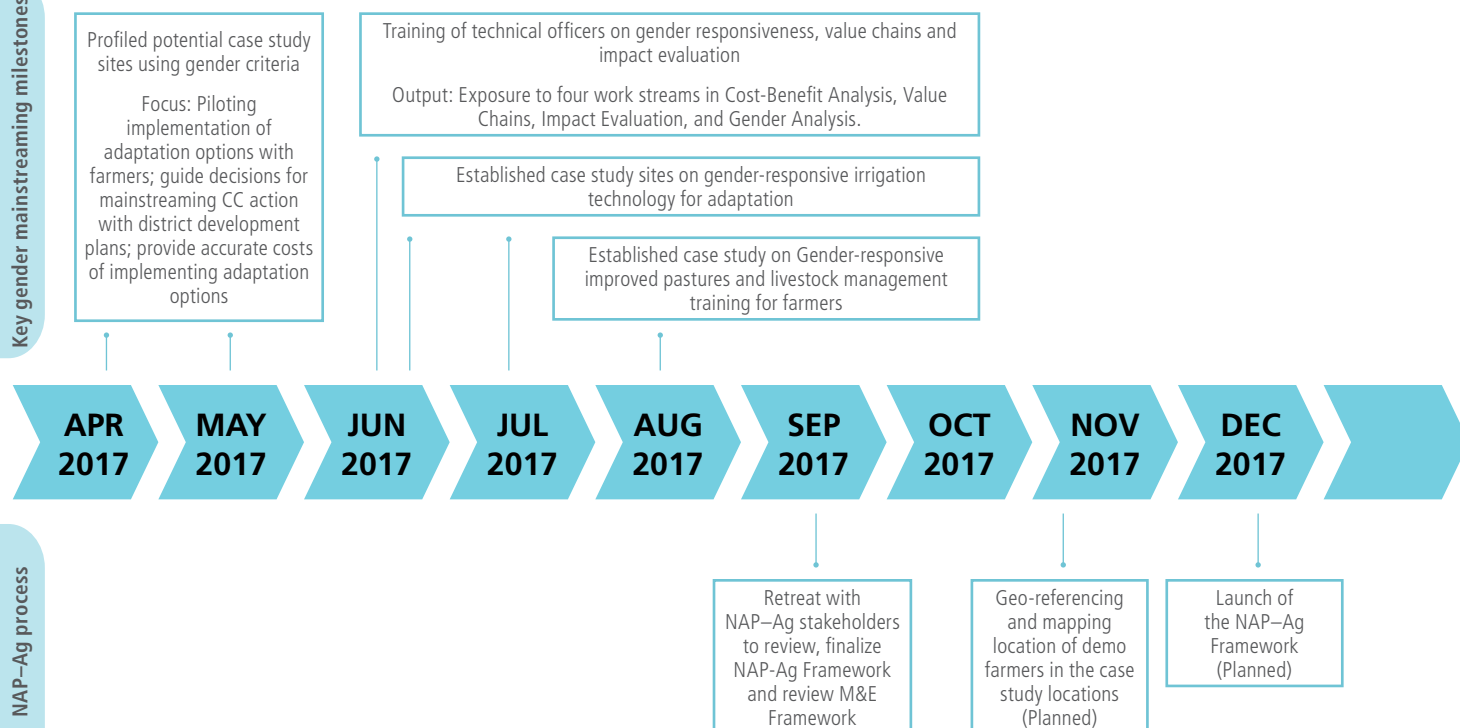 Key gender mainstreaming milestones
Profiled potential case study
sites using gender criteria
Focus: Piloting
implementation of
adaptation options with
farmers; guide decisions for
mainstreaming CC action
with district development
plans; provide accurate costs
of implementing adaptation
options
Training of technical officers on gender responsiveness, value chains and
impact evaluation
Output: Exposure to four work streams in Cost-Benefit Analysis, Value
Chains, Impact Evaluation, and Gender Analysis.
Established case study sites on gender-responsive irrigation
technology for adaptation
Established case study on Gender-responsive
improved pastures and livestock management
training for farmers
APR
2017
MAY
2017
JUN
2017
JUL
2017
AUG
2017
SEP
2017
OCT
2017
NOV
2017
DEC
2017
NAP–Ag process
Retreat with
NAP–Ag stakeholders
to review, finalize
NAP-Ag Framework
and review M&E
Framework
Geo-referencing
and mapping
location of demo
farmers in the case
study locations
(Planned)
Launch of
the NAP–Ag
Framework
(Planned)